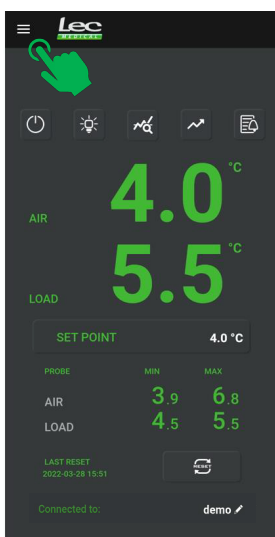 Lec
MEDICAL
4.0 °C
AIR
5.5 °C
LOAD
SET POINT 4.0 °C
PROBE MIN MAX
AIR 3.9 6.8
LOAD 4.5 5.5
LAST RESET
2022-03-28 15:51
RESET
Connected to: demo